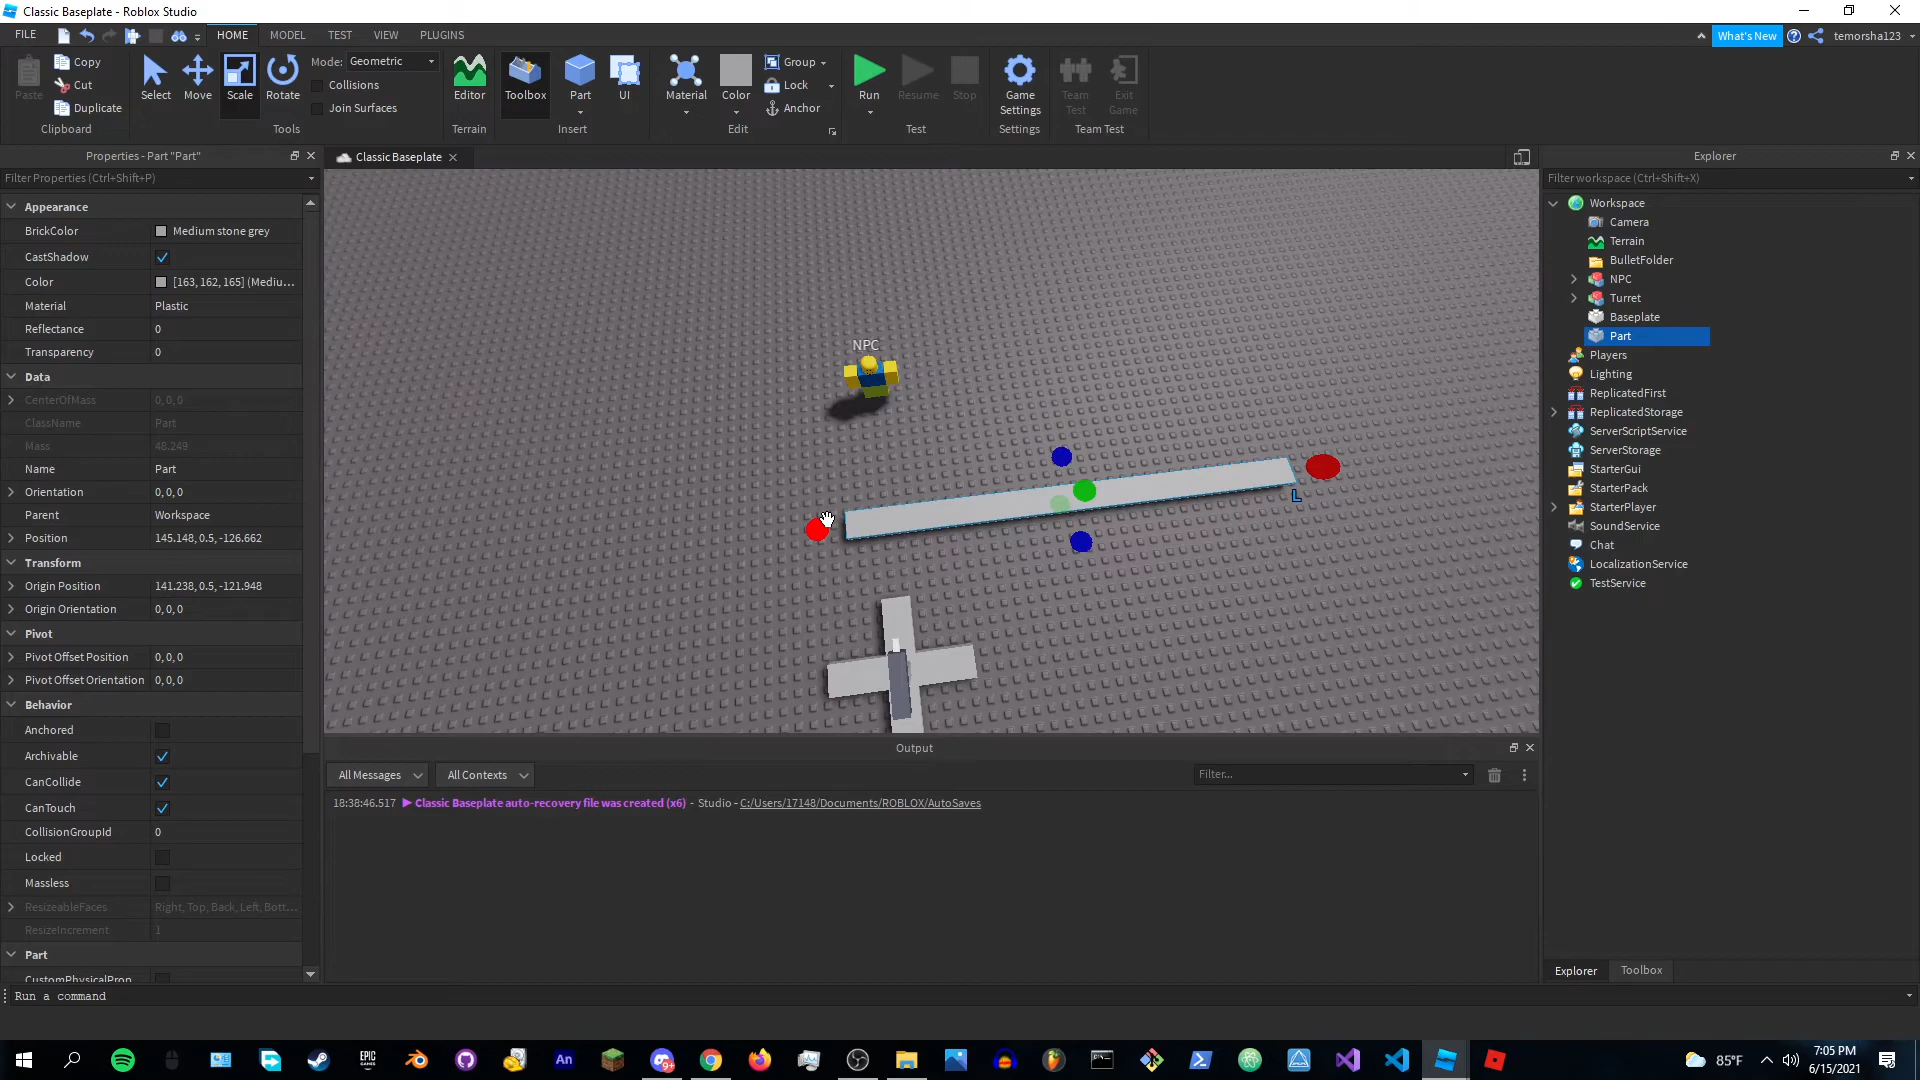 Classic Baseplate - Roblox Studio
FILE HOME MODEL TEST VIEW PLUGINS What's New temorsha123
Paste Copy Cut Duplicate Clipboard
Select Move Scale Rotate Mode: Geometric Collisions Join Surfaces Tools
Editor Terrain
Toolbox Part UI Insert
Material Color Group Lock Anchor Edit
Run Resume Stop Test
Game Settings Settings
Team Test Exit Game Team Test
Properties - Part "Part"
Filter Properties (Ctrl+Shift+P)
Appearance
BrickColor Medium stone grey
CastShadow
Color [163, 162, 165] (Mediu...
Material Plastic
Reflectance 0
Transparency 0
Data
CenterOfMass 0, 0, 0
ClassName Part
Mass 48.249
Name Part
Orientation 0, 0, 0
Parent Workspace
Position 145.148, 0.5, -126.662
Transform
Origin Position 141.238, 0.5, -121.948
Origin Orientation 0, 0, 0
Pivot
Pivot Offset Position 0, 0, 0
Pivot Offset Orientation 0, 0, 0
Behavior
Anchored
Archivable
CanCollide
CanTouch
CollisionGroupId 0
Locked
Massless
ResizeableFaces Right, Top, Back, Left, Bott...
ResizeIncrement 1
Part
CustomPhysicalProp
Classic Baseplate
NPC
L
Output
All Messages All Contexts Filter...
18:38:46.517 Classic Baseplate auto-recovery file was created (x6) - Studio - C:/Users/17148/Documents/ROBLOX/AutoSaves
Explorer
Filter workspace (Ctrl+Shift+X)
Workspace
Camera
Terrain
BulletFolder
NPC
Turret
Baseplate
Part
Players
Lighting
ReplicatedFirst
ReplicatedStorage
ServerScriptService
ServerStorage
StarterGui
StarterPack
StarterPlayer
SoundService
Chat
LocalizationService
TestService
Explorer Toolbox
Run a command
EPIC GAMES
An
9+
85°F
7:05 PM
6/15/2021